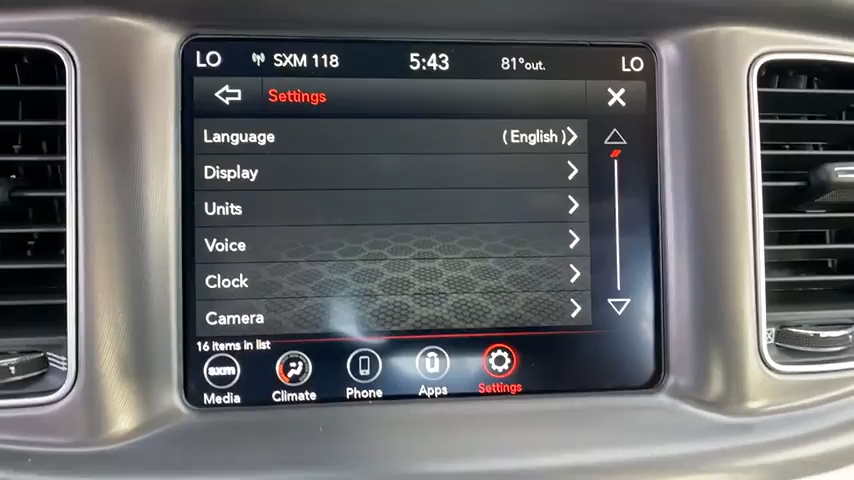 LO SXM 118 5:43 81°out. LO
Settings
Language (English)
Display
Units
Voice
Clock
Camera
16 items in list
sxm
Media Climate Phone Apps Settings